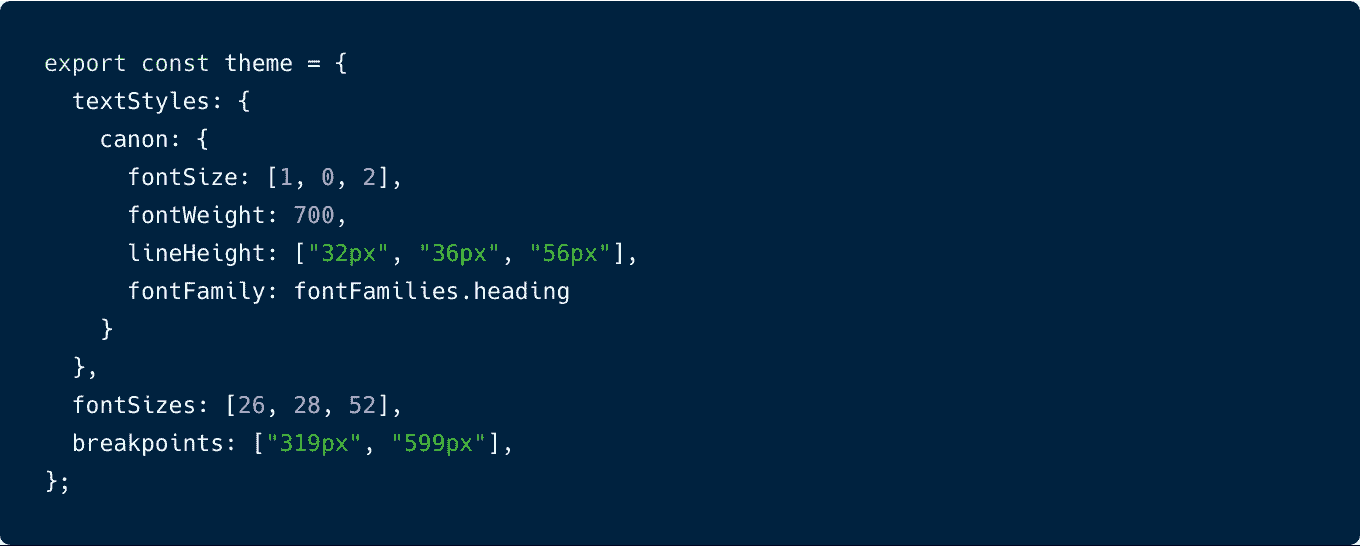 export const theme = {
  textStyles: {
    canon: {
      fontSize: [1, 0, 2],
      fontWeight: 700,
      lineHeight: ["32px", "36px", "56px"],
      fontFamily: fontFamilies.heading
    }
  },
  fontSizes: [26, 28, 52],
  breakpoints: ["319px", "599px"],
};